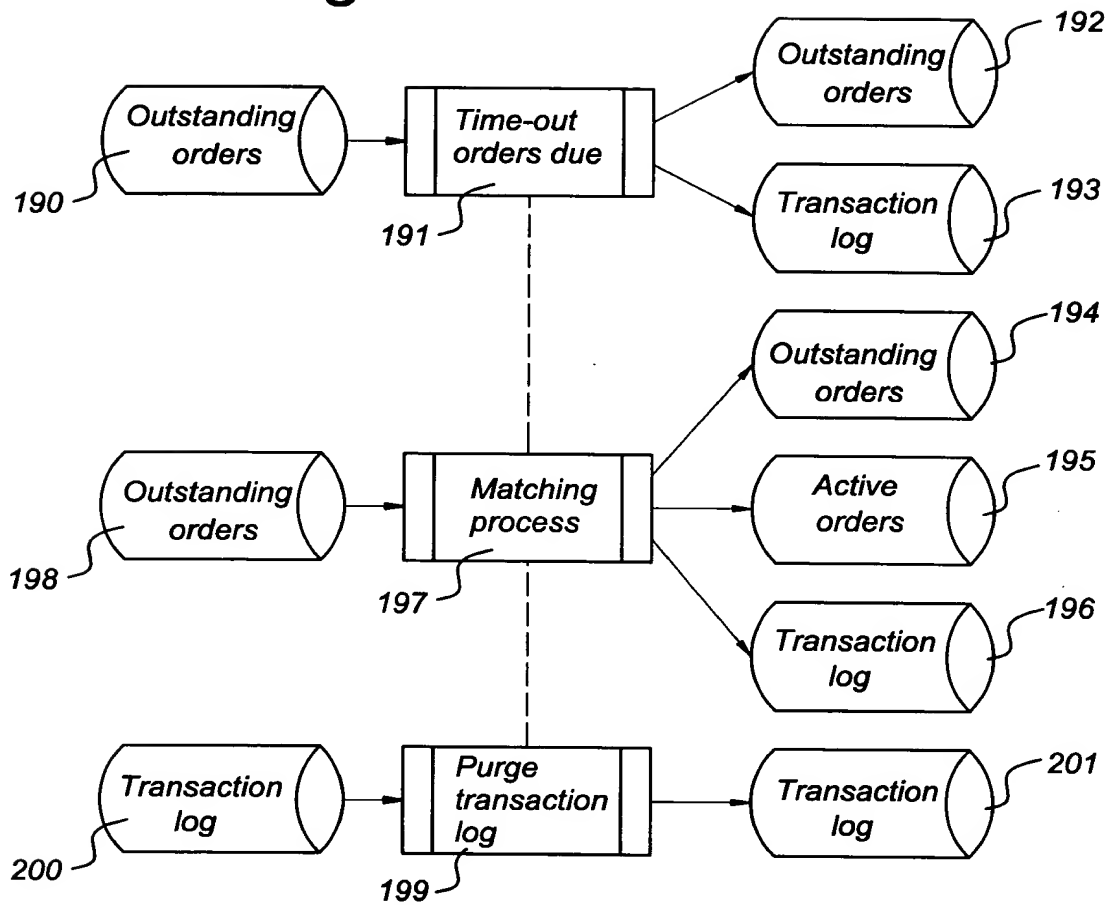 192
Outstanding
orders
Outstanding
orders
190
Time-out
orders due
191
193
Transaction
log
194
Outstanding
orders
195
Active
orders
Outstanding
orders
198
Matching
process
197
196
Transaction
log
201
Transaction
log
Transaction
log
200
Purge
transaction
log
199